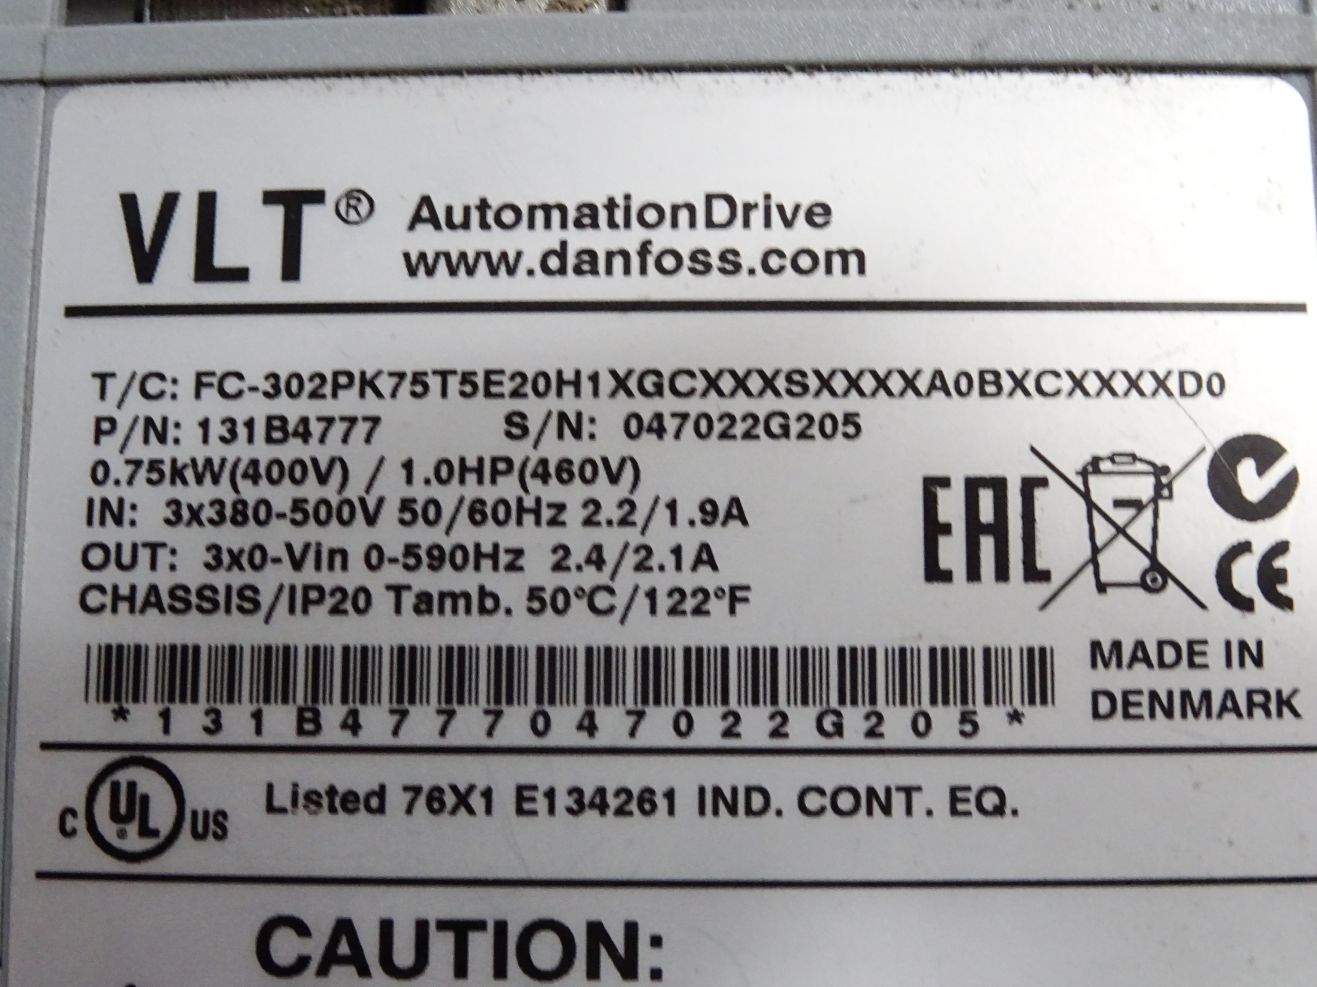 VLT® AutomationDrive
www.danfoss.com
T/C: FC-302PK75T5E20H1XGCXXXSXXXXA0BXCXXXXD0
P/N: 131B4777 S/N: 047022G205
0.75kW(400V) / 1.0HP(460V)
IN: 3x380-500V 50/60Hz 2.2/1.9A
OUT: 3x0-Vin 0-590Hz 2.4/2.1A
CHASSIS/IP20 Tamb. 50°C/122°F
EAC
CE
*131B4777047022G205*
MADE IN
DENMARK
C UL® US Listed 76X1 E134261 IND. CONT. EQ.
CAUTION: